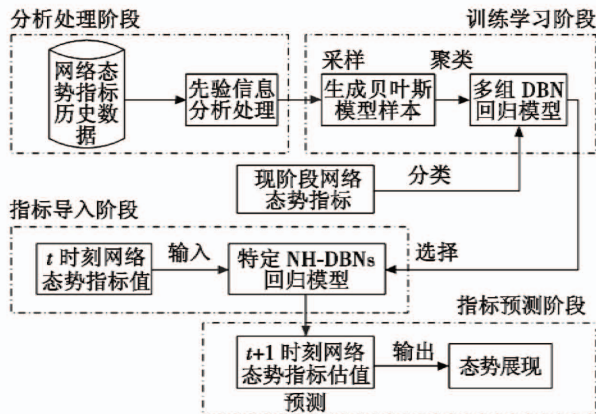 分析处理阶段
训练学习阶段
网络态
势指标
历史数
据
先验信息
分析处理
采样
生成贝叶斯
模型样本
聚类
多组 DBN
回归模型
现阶段网络
态势指标
分类
指标导入阶段
t 时刻网络
态势指标值
输入
特定 NH-DBNs
回归模型
选择
指标预测阶段
t+1 时刻网络
态势指标估值
预测
输出
态势展现